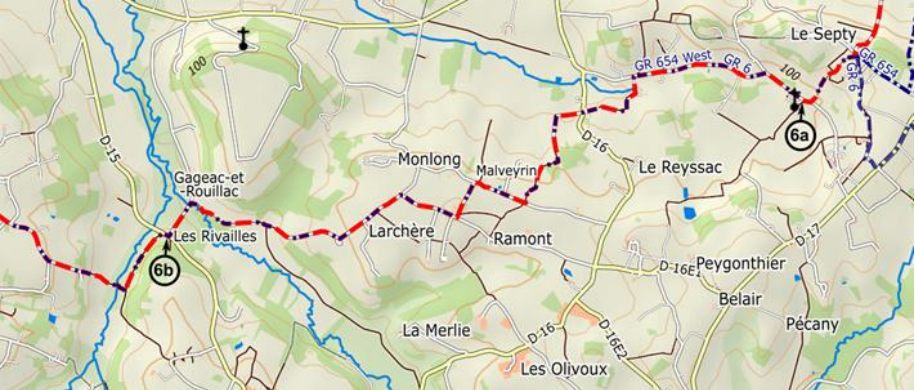 Le Septy
GR 654 West
GR 6
100
GR 654
GR 6
100
6a
D-15
D-16
Monlong
Malveyrin
Le Reyssac
Gageac-et
-Rouillac
Les Rivailles
Larchère
Ramont
D-17
6b
D-16E1
Peygonthier
Belair
La Merlie
D-16
D-16E2
Pécany
Les Olivoux